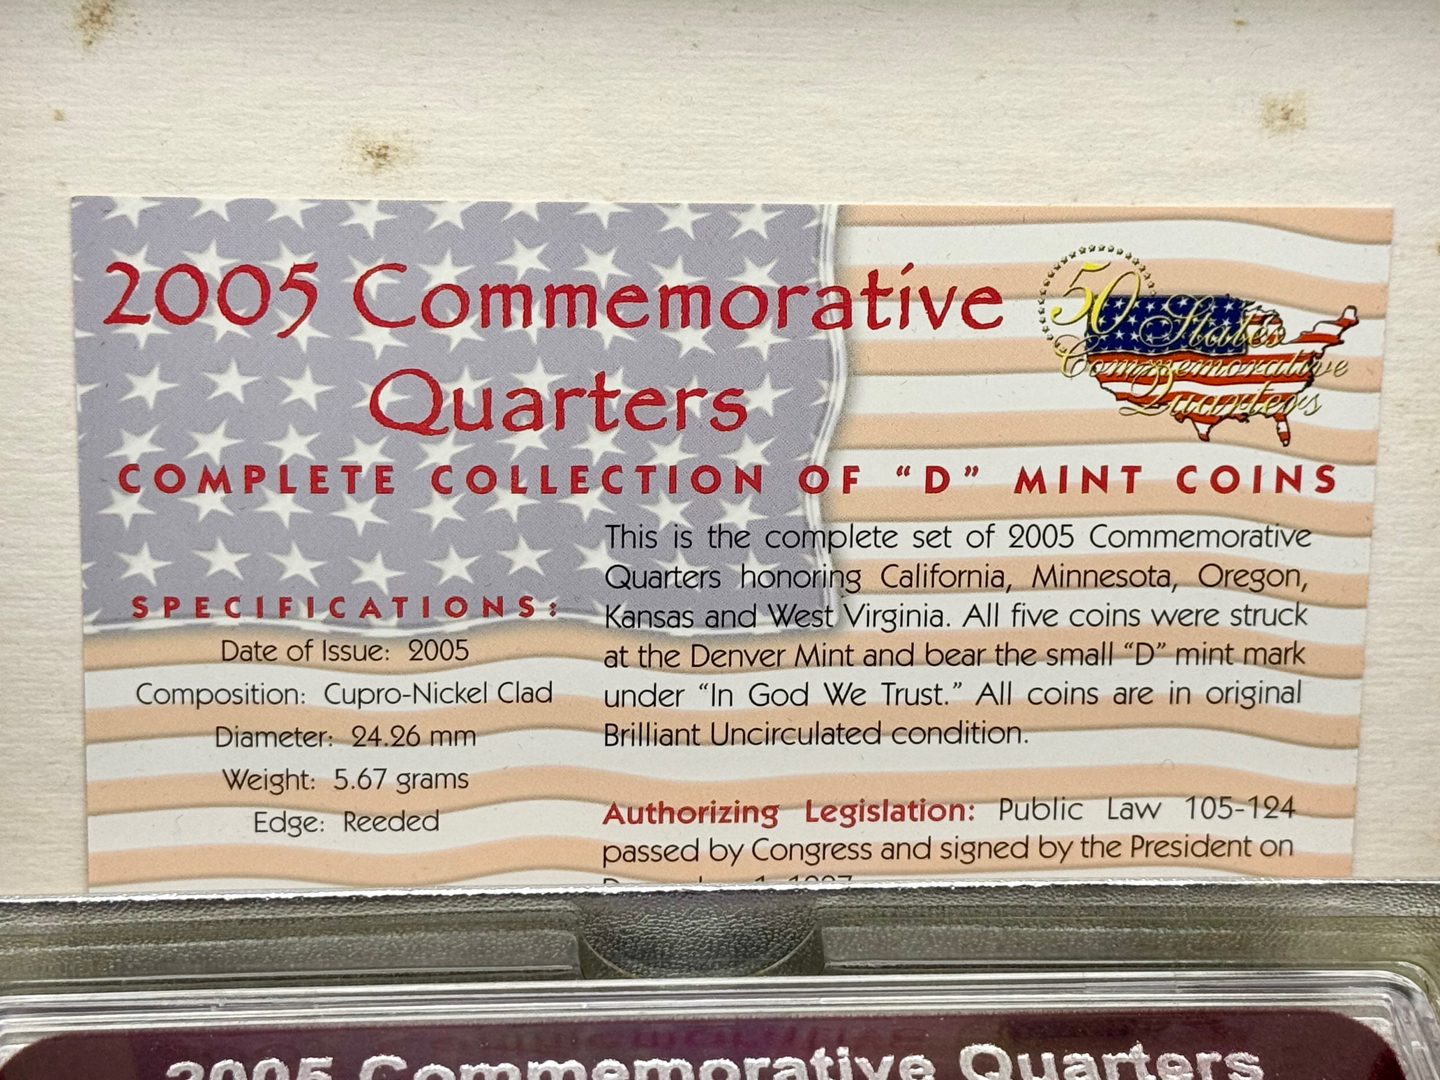 2005 Commemorative
Quarters
50 States
Commemorative
Quarters
COMPLETE COLLECTION OF “D” MINT COINS
SPECIFICATIONS:
Date of Issue: 2005
Composition: Cupro-Nickel Clad
Diameter: 24.26 mm
Weight: 5.67 grams
Edge: Reeded
This is the complete set of 2005 Commemorative
Quarters honoring California, Minnesota, Oregon,
Kansas and West Virginia. All five coins were struck
at the Denver Mint and bear the small “D” mint mark
under “In God We Trust.” All coins are in original
Brilliant Uncirculated condition.
Authorizing Legislation: Public Law 105-124
passed by Congress and signed by the President on
2005 Commemorative Quarters